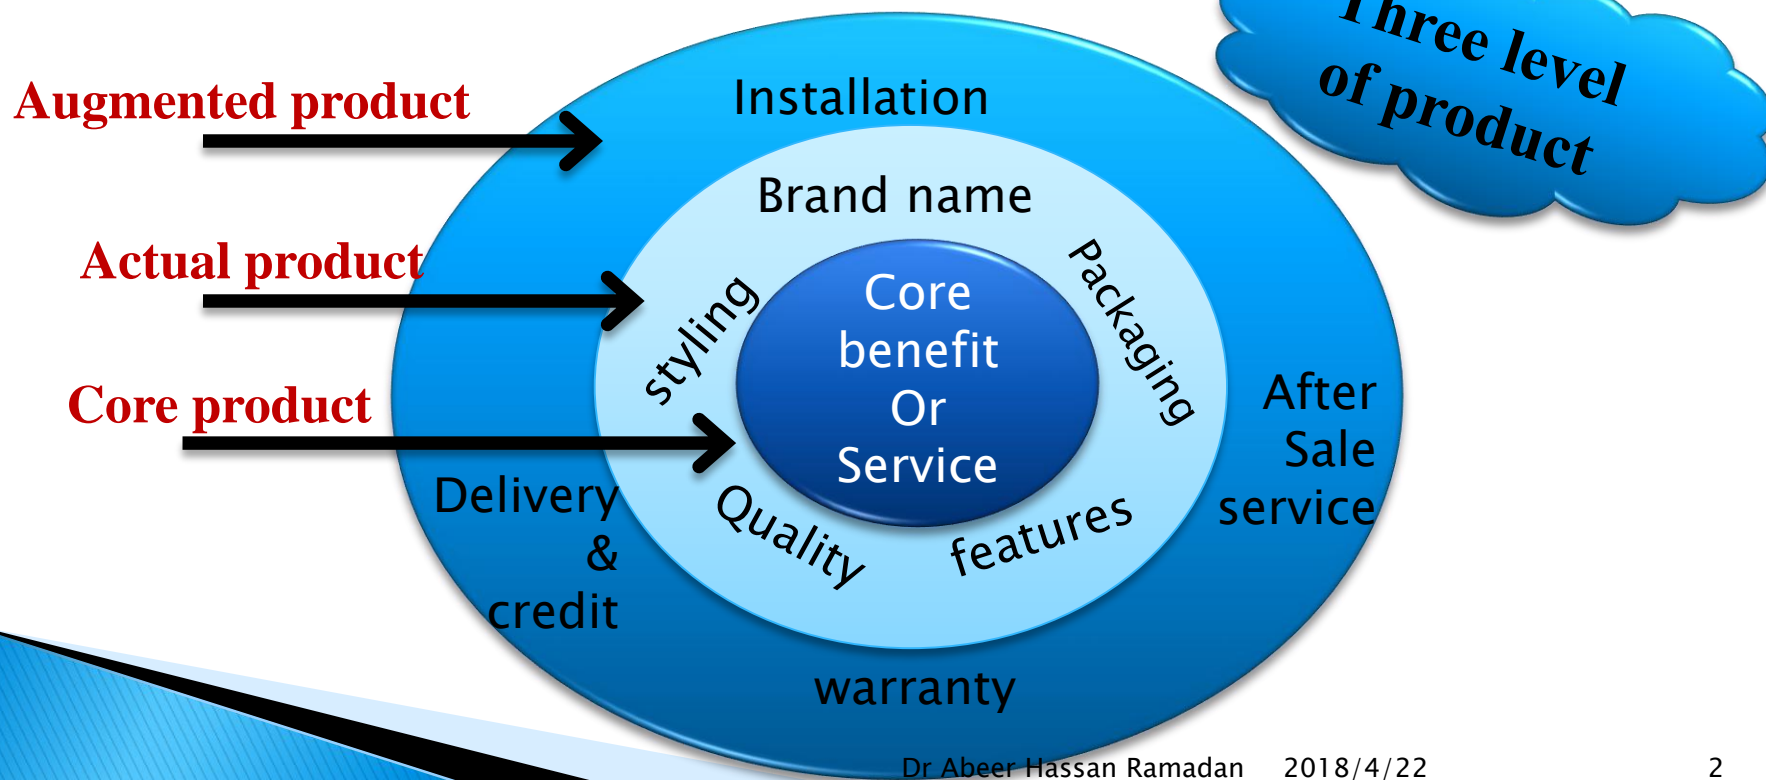 Three level
of product
Augmented product
Installation
Brand name
Actual product
styling
Packaging
Core
benefit
Or
Service
Core product
After
Sale
service
Delivery
&
credit
Quality
features
warranty
Dr Abeer Hassan Ramadan 2018/4/22 2